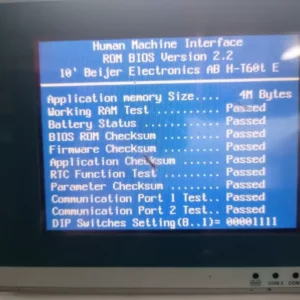 Human Machine Interface
ROM BIOS Version 2.2
10' Beijer Electronics AB H-T60t E
Application memory Size.... 4M Bytes
Working RAM Test .......... Passed
Battery Status ............ Passed
BIOS ROM Checksum ......... Passed
Firmware Checksum ......... Passed
Application Checksum ...... Passed
RTC Function Test ......... Passed
Parameter Checksum ........ Passed
Communication Port 1 Test.. Passed
Communication Port 2 Test.. Passed
DIP Switches Setting(8..1)= 00001111